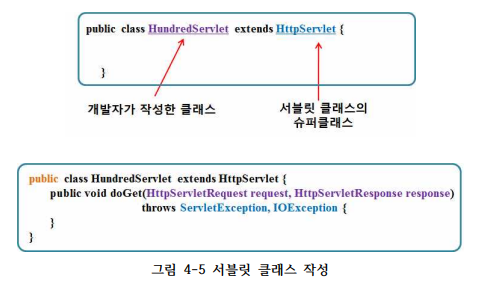 public class HundredServlet extends HttpServlet {
}
개발자가 작성한 클래스
서블릿 클래스의
슈퍼클래스
public class HundredServlet extends HttpServlet {
public void doGet(HttpServletRequest request, HttpServletResponse response)
throws ServletException, IOException {
}
}
그림 4-5 서블릿 클래스 작성